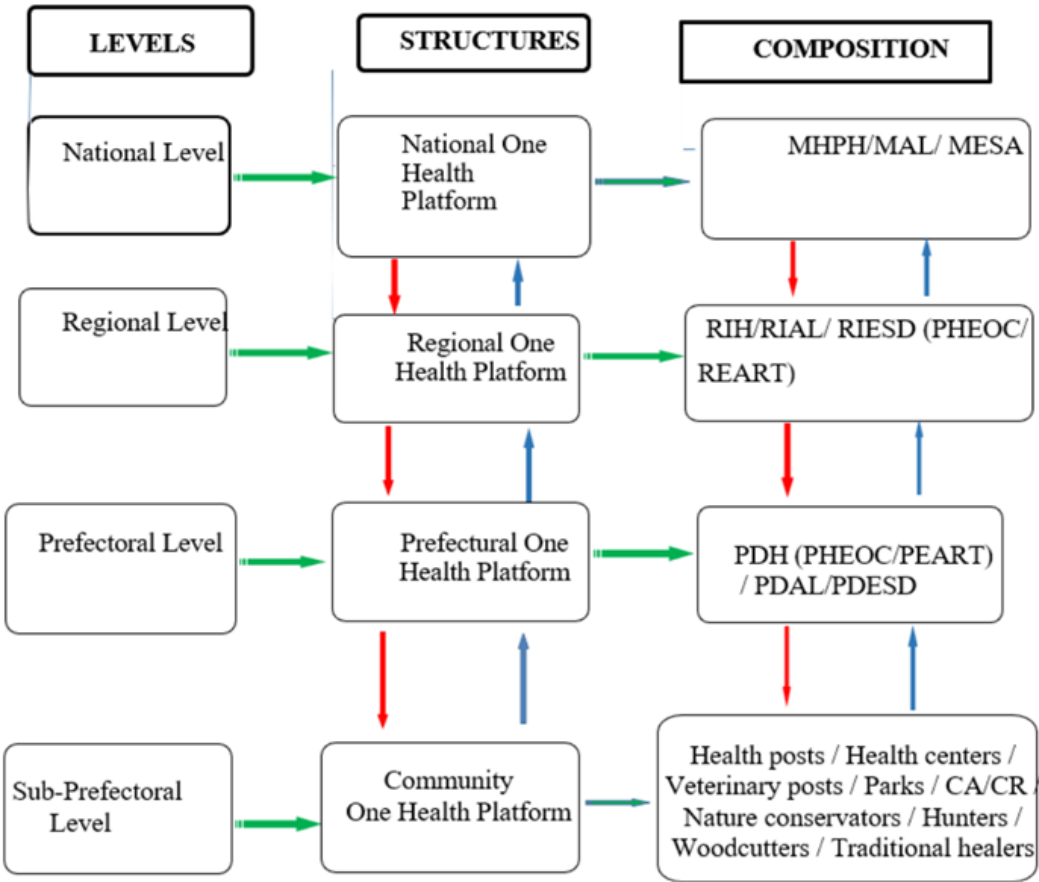 LEVELS
STRUCTURES
COMPOSITION
National Level
National One
Health
Platform
MHPH/MAL/ MESA
Regional Level
Regional One
Health Platform
RIH/RIAL/ RIESD (PHEOC/
REART)
Prefectoral Level
Prefectural One
Health Platform
PDH (PHEOC/PEART)
/ PDAL/PDESD
Sub-Prefectoral
Level
Community
One Health Platform
Health posts / Health centers /
Veterinary posts / Parks / CA/CR /
Nature conservators / Hunters /
Woodcutters / Traditional healers